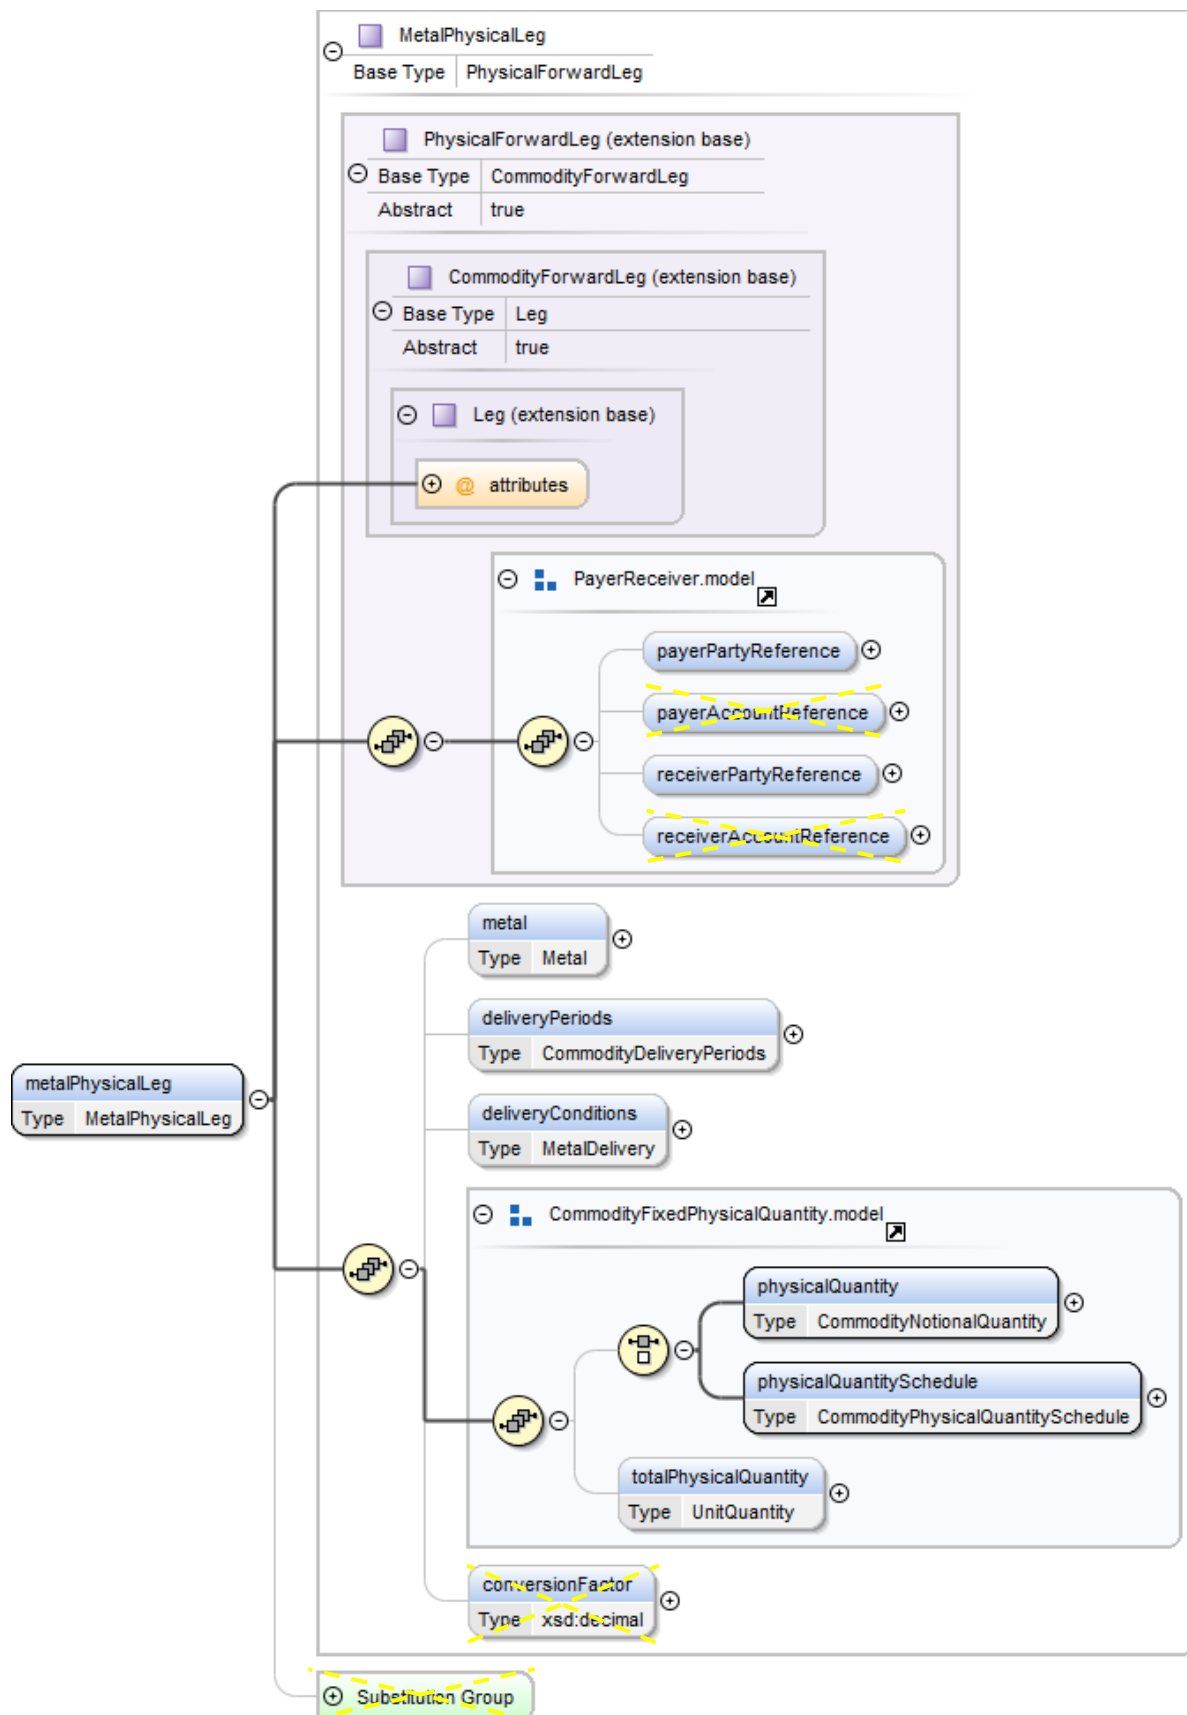 MetalPhysicalLeg
Base Type PhysicalForwardLeg
PhysicalForwardLeg (extension base)
Base Type CommodityForwardLeg
Abstract true
CommodityForwardLeg (extension base)
Base Type Leg
Abstract true
Leg (extension base)
@ attributes
PayerReceiver.model
payerPartyReference
payerAccountReference
receiverPartyReference
receiverAccountReference
metal
Type Metal
deliveryPeriods
Type CommodityDeliveryPeriods
metalPhysicalLeg
Type MetalPhysicalLeg
deliveryConditions
Type MetalDelivery
CommodityFixedPhysicalQuantity.model
physicalQuantity
Type CommodityNotionalQuantity
physicalQuantitySchedule
Type CommodityPhysicalQuantitySchedule
totalPhysicalQuantity
Type UnitQuantity
conversionFactor
Type xsd:decimal
Substitution Group